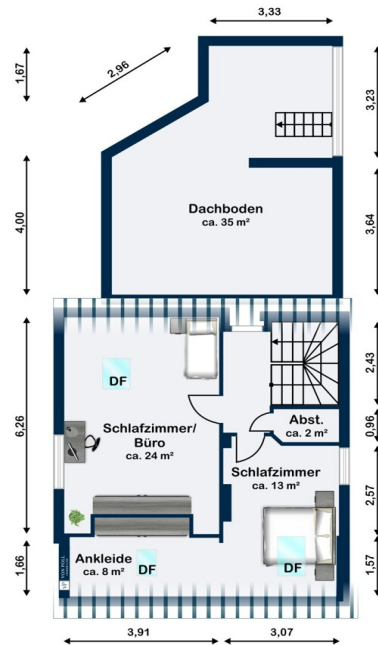 3,33
2,96
1,67
3,23
4,00
Dachboden
ca. 35 m²
3,64
DF
2,43
6,26
Schlafzimmer/
Büro
ca. 24 m²
Abst.
ca. 2 m²
0,96
Schlafzimmer
ca. 13 m²
2,57
Ankleide
ca. 8 m²
DF
DF
1,66
1,57
VON POLL
3,91
3,07